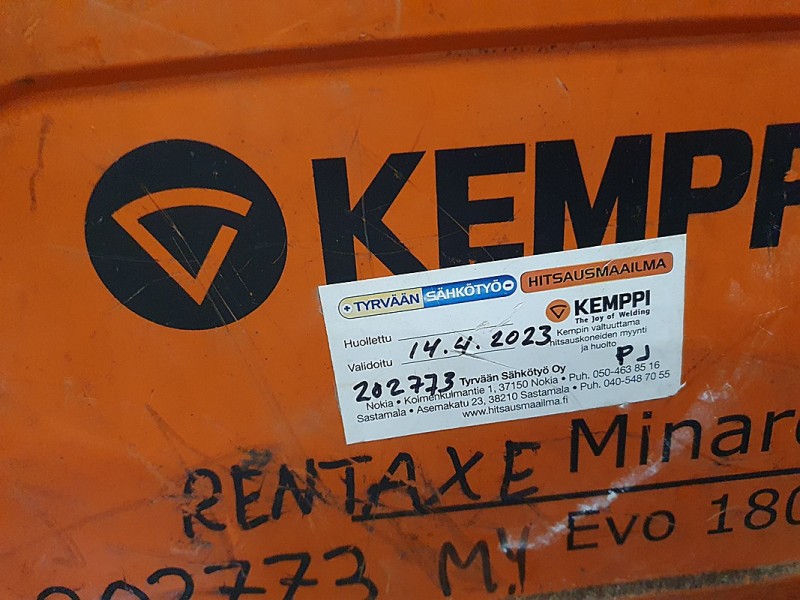 KEMPP
+ TYRVÄÄN SÄHKÖTYÖ -
HITSAUSMAAILMA
KEMPPI
The Joy of Welding
Kempin valtuuttama
hitsauskoneiden myynti
ja huolto
Huollettu
Validoitu 14.4.2023
PJ
202773 Tyrvään Sähkötyö Oy
Nokia • Kolmenkulmantie 1, 37150 Nokia • Puh. 050-463 85 16
Sastamala • Asemakatu 23, 38210 Sastamala • Puh. 040-548 70 55
www.hitsausmaailma.fi
RENTAXE Minar
Evo 180
202773 M.Y